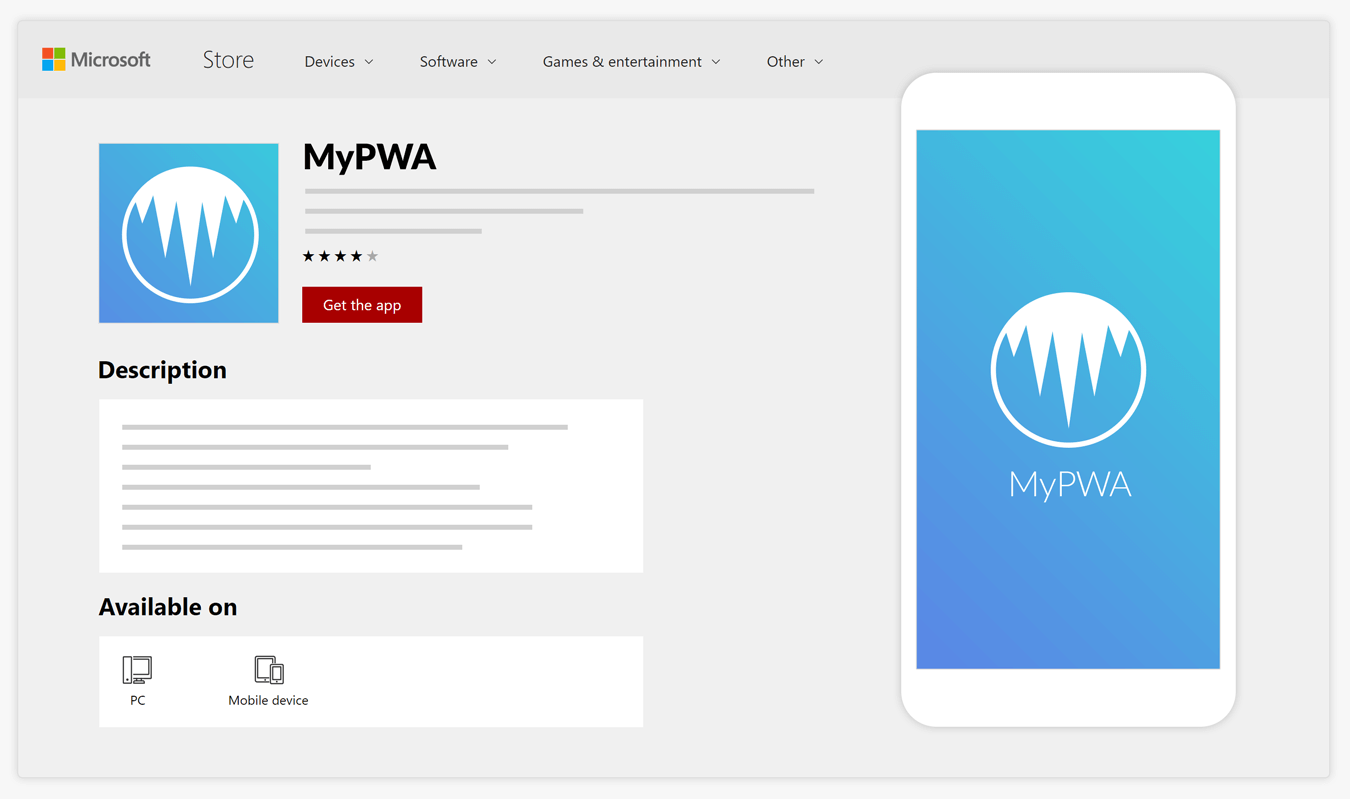 Microsoft Store Devices Software Games & entertainment Other
MyPWA
Get the app
Description
Available on
PC Mobile device
MyPWA